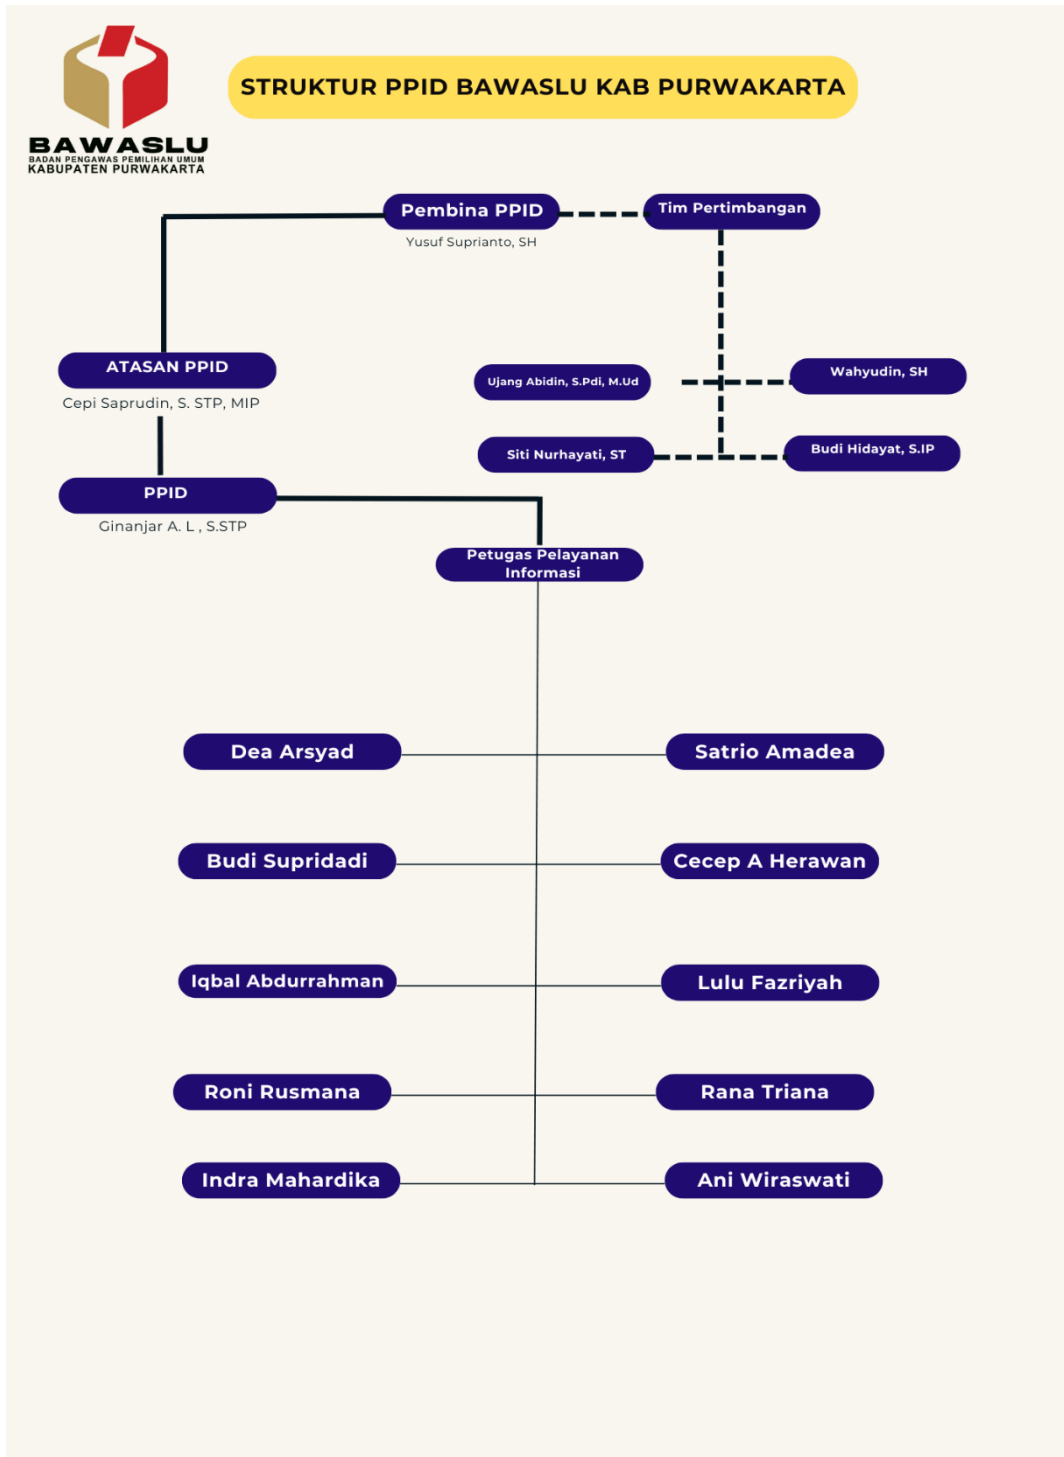 BAWASLU
BADAN PENGAWAS PEMILIHAN UMUM
KABUPATEN PURWAKARTA
STRUKTUR PPID BAWASLU KAB PURWAKARTA
Pembina PPID
Yusuf Suprianto, SH
Tim Pertimbangan
ATASAN PPID
Cepi Saprudin, S. STP, MIP
Ujang Abidin, S.Pdi, M.Ud
Wahyudin, SH
Siti Nurhayati, ST
Budi Hidayat, S.IP
PPID
Ginanjar A. L , S.STP
Petugas Pelayanan
Informasi
Dea Arsyad
Satrio Amadea
Budi Supridadi
Cecep A Herawan
Iqbal Abdurrahman
Lulu Fazriyah
Roni Rusmana
Rana Triana
Indra Mahardika
Ani Wiraswati